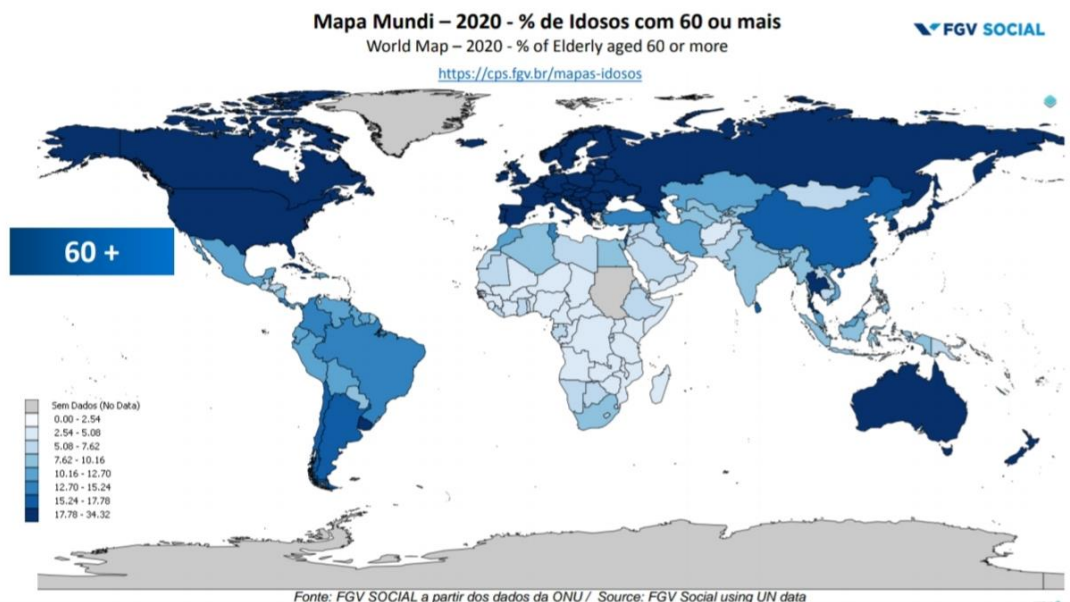 Mapa Mundi – 2020 - % de Idosos com 60 ou mais
World Map – 2020 - % of Elderly aged 60 or more
FGV SOCIAL
https://cps.fgv.br/mapas-idosos
60 +
Sem Dados (No Data)
0.00 - 2.54
2.54 - 5.08
5.08 - 7.62
7.62 - 10.16
10.16 - 12.70
12.70 - 15.24
15.24 - 17.78
17.78 - 34.32
Fonte: FGV SOCIAL a partir dos dados da ONU / Source: FGV Social using UN data